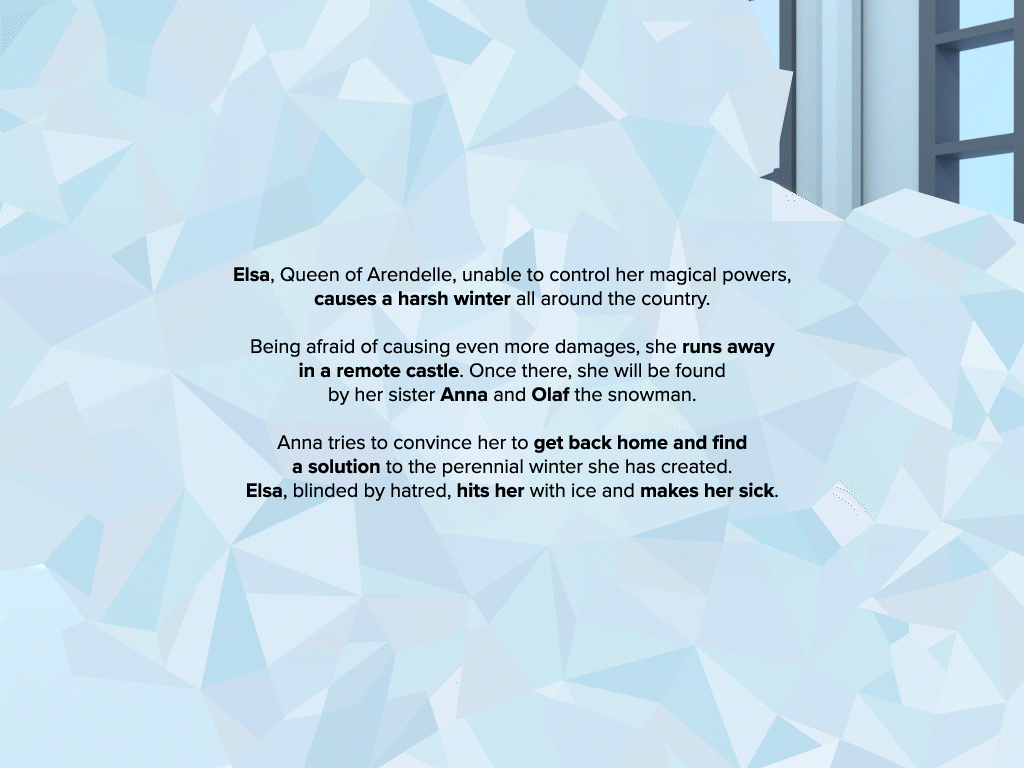 Elsa, Queen of Arendelle, unable to control her magical powers,
causes a harsh winter all around the country.
Being afraid of causing even more damages, she runs away
in a remote castle. Once there, she will be found
by her sister Anna and Olaf the snowman.
Anna tries to convince her to get back home and find
a solution to the perennial winter she has created.
Elsa, blinded by hatred, hits her with ice and makes her sick.